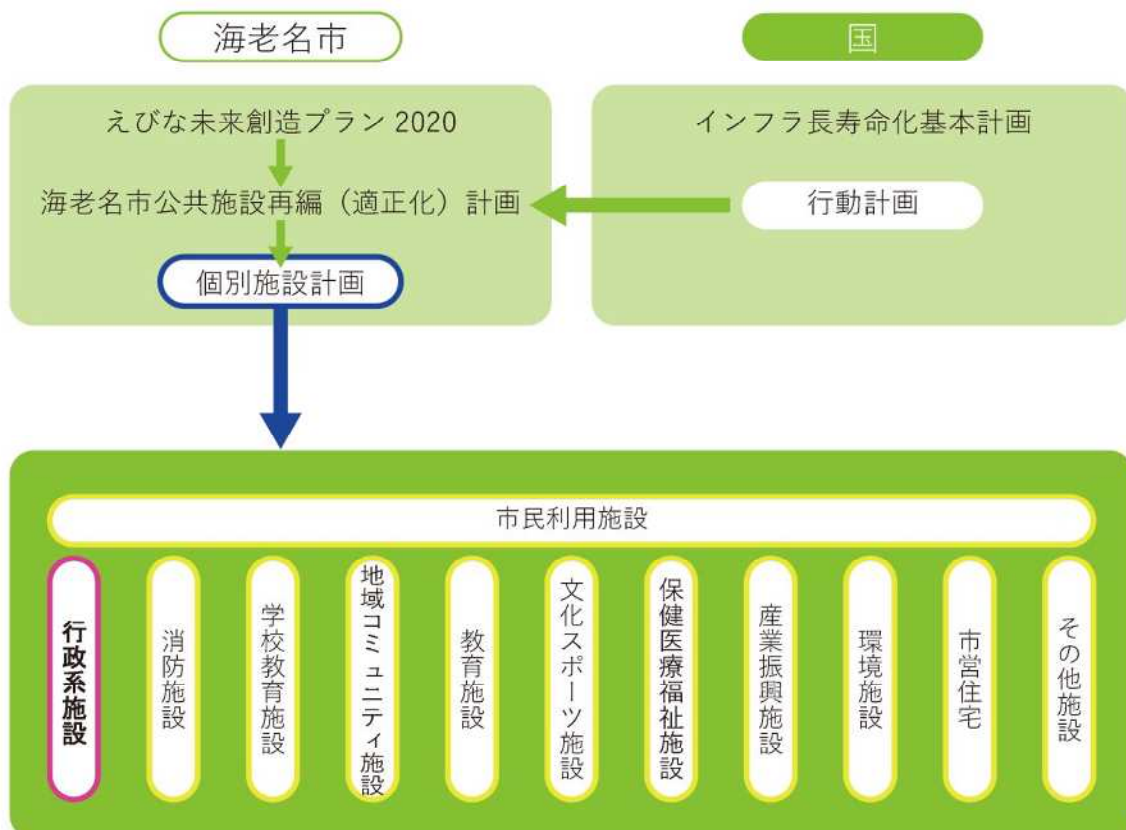 海老名市
国
えびな未来創造プラン 2020
インフラ長寿命化基本計画
海老名市公共施設再編（適正化）計画
行動計画
個別施設計画
市民利用施設
行政系施設
消防施設
学校教育施設
地域コミュニティ施設
教育施設
文化スポーツ施設
保健医療福祉施設
産業振興施設
環境施設
市営住宅
その他施設